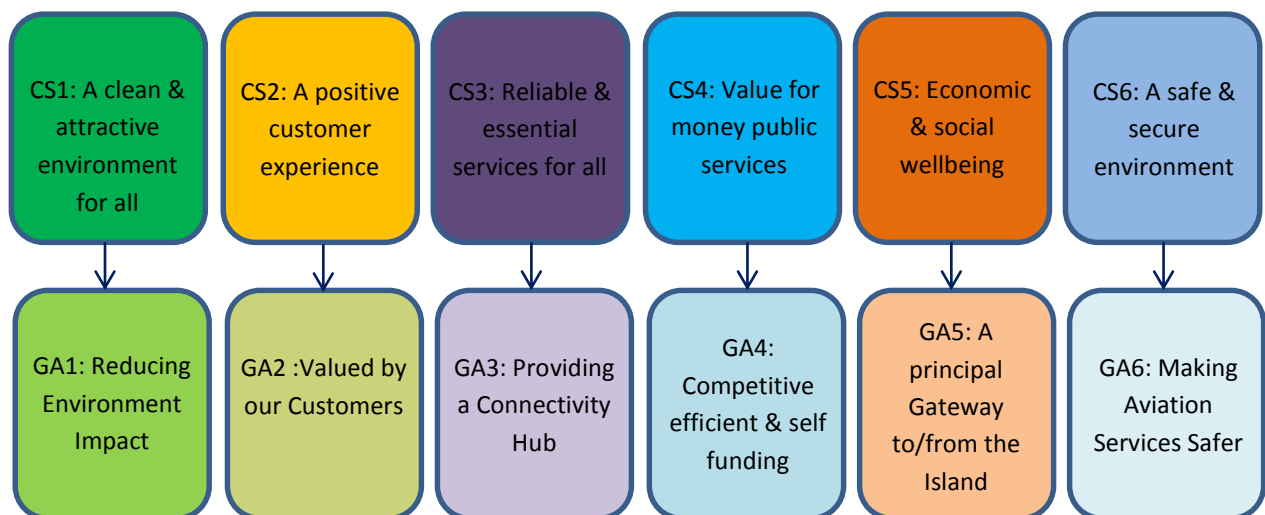 CS1: A clean &
attractive
environment
for all
CS2: A positive
customer
experience
CS3: Reliable &
essential
services for all
CS4: Value for
money public
services
CS5: Economic
& social
wellbeing
CS6: A safe &
secure
environment
GA1: Reducing
Environment
Impact
GA2 :Valued by
our Customers
GA3: Providing
a Connectivity
Hub
GA4:
Competitive
efficient & self
funding
GA5: A
principal
Gateway
to/from the
Island
GA6: Making
Aviation
Services Safer